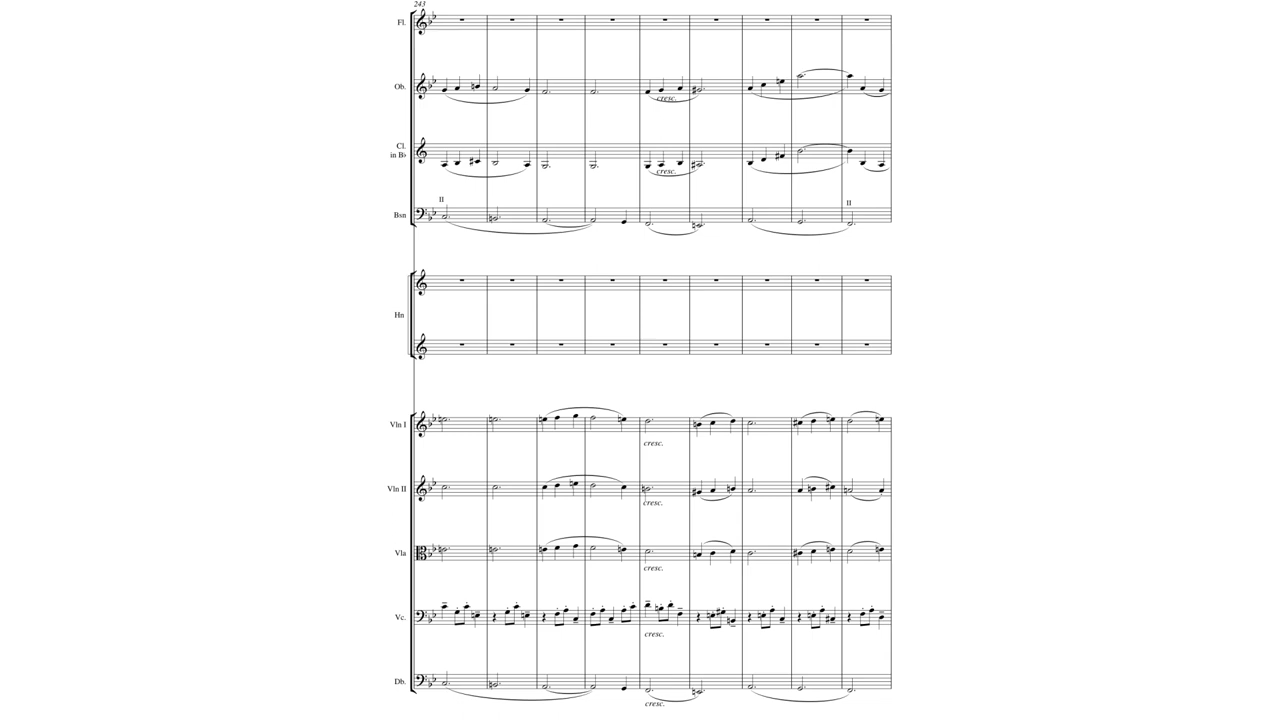 243
Fl.
Ob.
cresc.
Cl.
in B♭
cresc.
II
II
Bsn
Hn
Vln I
cresc.
Vln II
cresc.
Vla
cresc.
Vc.
cresc.
Db.
cresc.